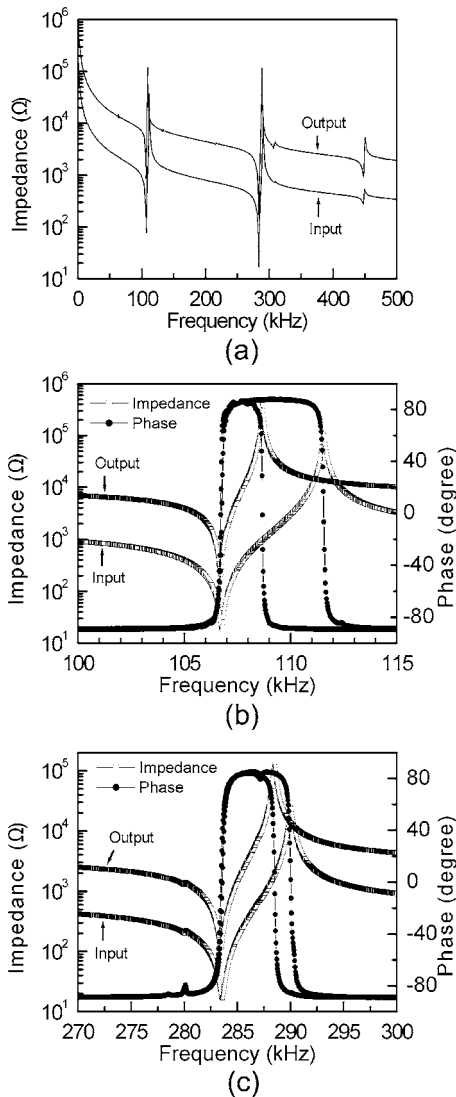 10^6
10^5
10^4
10^3
10^2
10^1
Impedance (Ω)
Output
Input
0 100 200 300 400 500
Frequency (kHz)
(a)
10^6
10^5
10^4
10^3
10^2
10^1
Impedance (Ω)
Impedance
Phase
Output
Input
80
40
0
-40
-80
Phase (degree)
100 105 110 115
Frequency (kHz)
(b)
10^5
10^4
10^3
10^2
10^1
Impedance (Ω)
Impedance
Phase
Output
Input
80
40
0
-40
-80
Phase (degree)
270 275 280 285 290 295 300
Frequency (kHz)
(c)